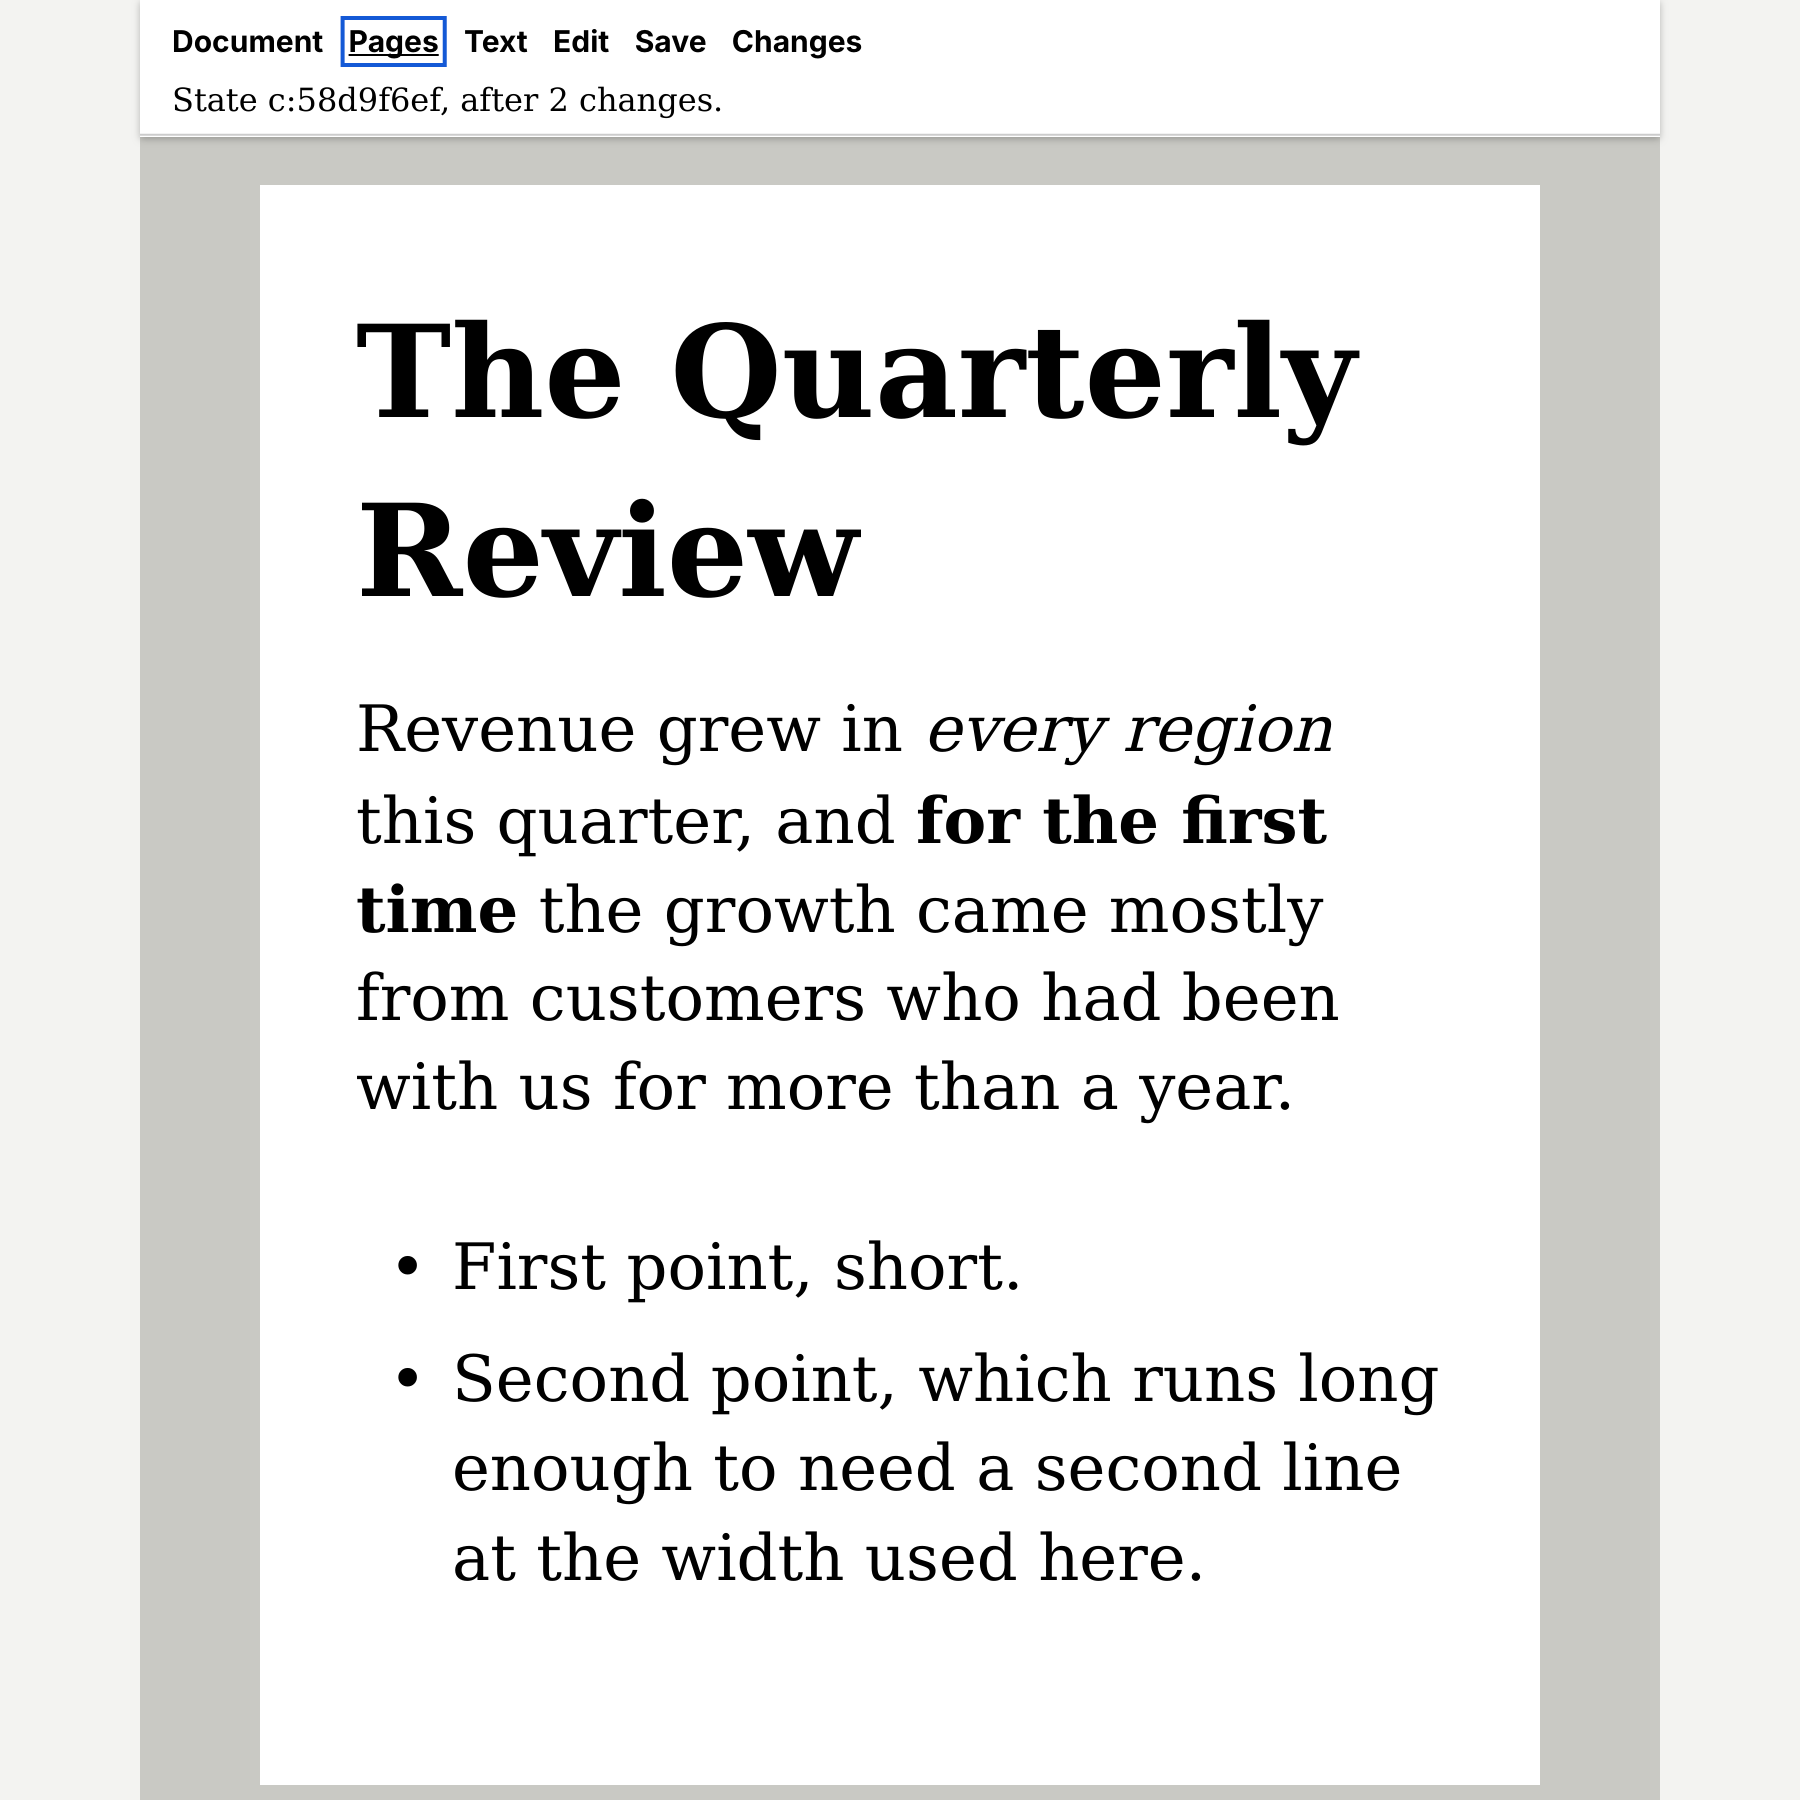 Document Pages Text Edit Save Changes
State c:58d9f6ef, after 2 changes.
The Quarterly
Review
Revenue grew in every region
this quarter, and for the first
time the growth came mostly
from customers who had been
with us for more than a year.
• First point, short.
• Second point, which runs long
enough to need a second line
at the width used here.